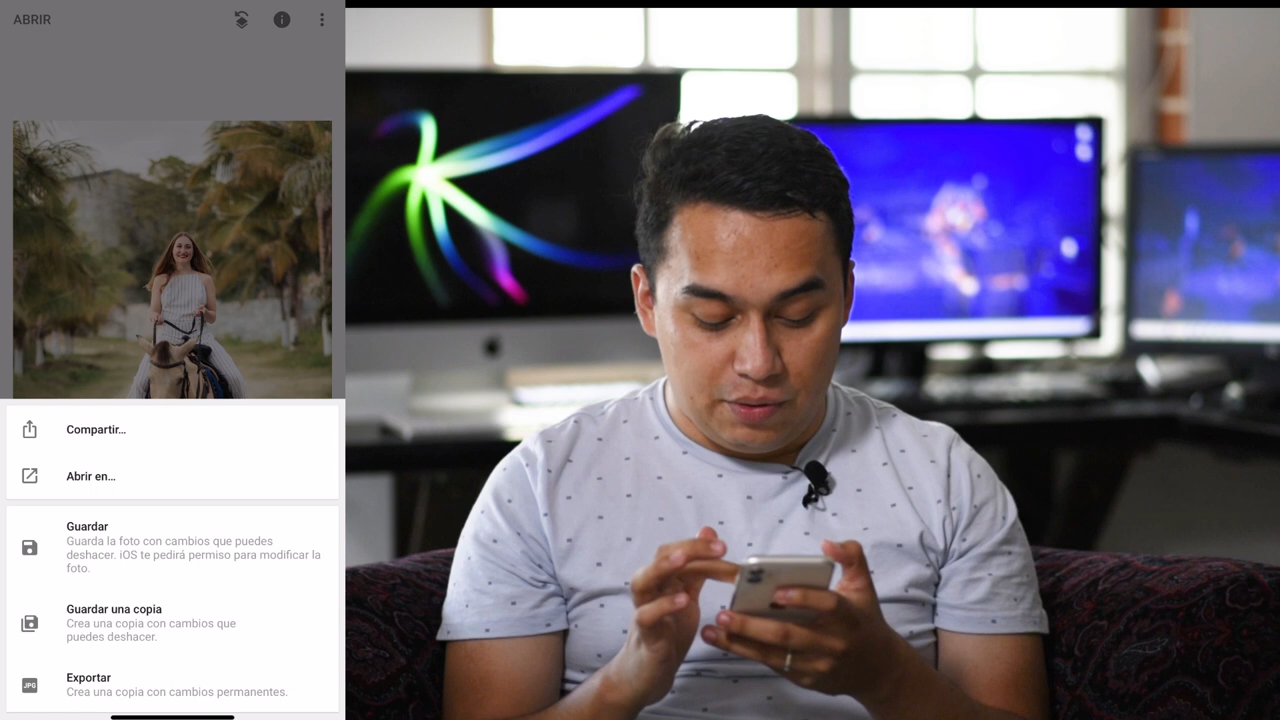 ABRIR
Compartir...
Abrir en...
Guardar
Guarda la foto con cambios que puedes
deshacer. iOS te pedirá permiso para modificar la
foto.
Guardar una copia
Crea una copia con cambios que
puedes deshacer.
JPG
Exportar
Crea una copia con cambios permanentes.